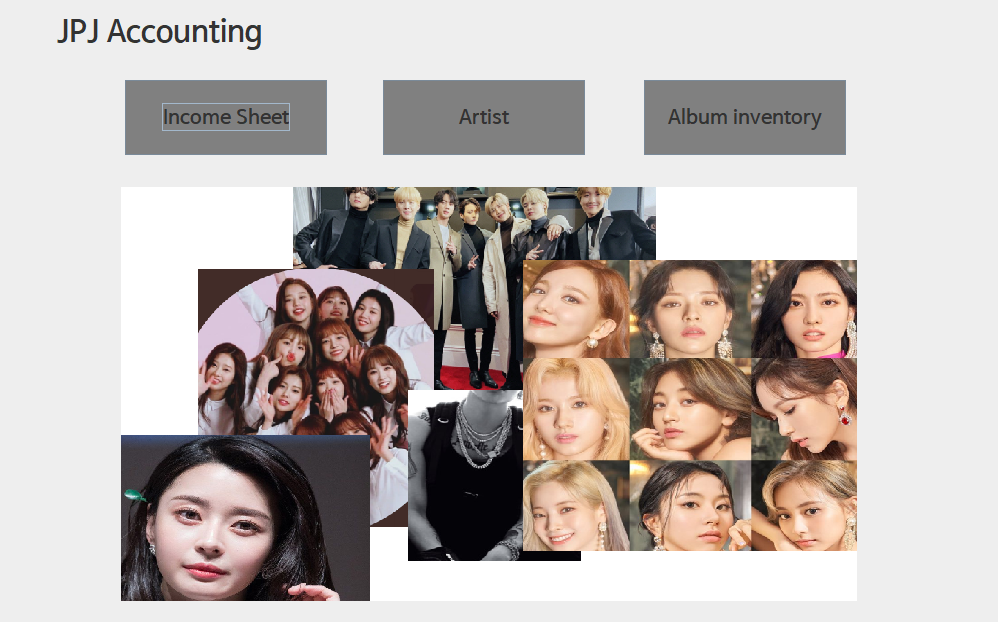 JPJ Accounting
Income Sheet
Artist
Album inventory